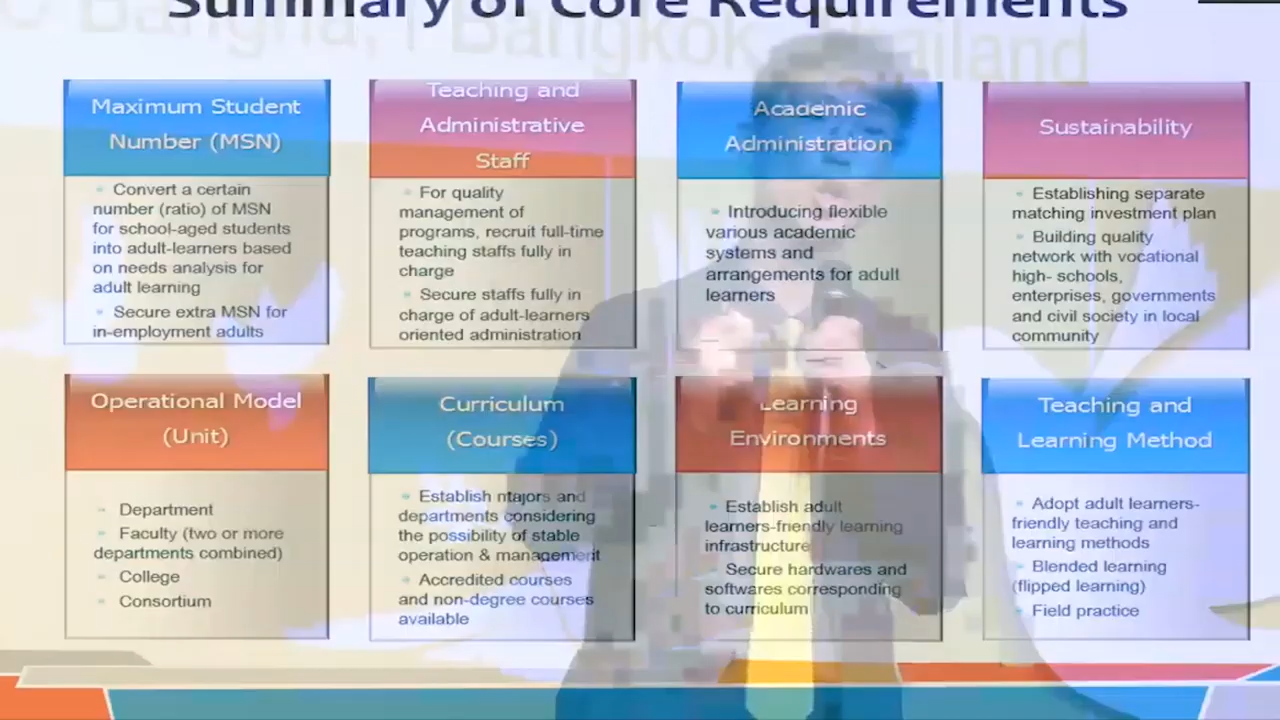 Summary of Core Requirements
Bangna, Bangkok, Thailand
Maximum Student
Number (MSN)
Convert a certain
number (ratio) of MSN
for school-aged students
into adult-learners based
on needs analysis for
adult learning
Secure extra MSN for
in-employment adults
Teaching and
Administrative
Staff
For quality
management of
programs, recruit full-time
teaching staffs fully in
charge
Secure staffs fully in
charge of adult-learners
oriented administration
Academic
Administration
Introducing flexible
various academic
systems and
arrangements for adult
learners
Sustainability
Establishing separate
matching investment plan
Building quality
network with vocational
high- schools,
enterprises, governments
and civil society in local
community
Operational Model
(Unit)
Department
Faculty (two or more
departments combined)
College
Consortium
Curriculum
(Courses)
Establish majors and
departments considering
the possibility of stable
operation & management
Accredited courses
and non-degree courses
available
Learning
Environments
Establish adult
learners-friendly learning
infrastructure
Secure hardwares and
softwares corresponding
to curriculum
Teaching and
Learning Method
Adopt adult learners-
friendly teaching and
learning methods
Blended learning
(flipped learning)
Field practice